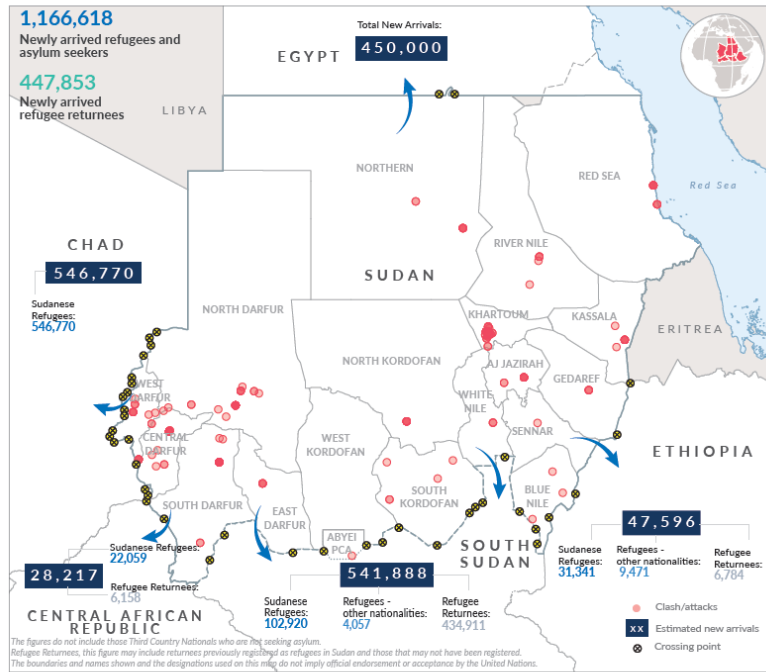 1,166,618
Newly arrived refugees and
asylum seekers
447,853
Newly arrived
refugee returnees
Total New Arrivals:
450,000
EGYPT
LIBYA
NORTHERN
RED SEA
Red Sea
RIVER NILE
CHAD
546,770
Sudanese
Refugees:
546,770
SUDAN
NORTH DARFUR
KHARTOUM
KASSALA
ERITREA
NORTH KORDOFAN
AJ JAZIRAH
GEDAREF
WEST
DARFUR
WHITE
NILE
SENNAR
CENTRAL
DARFUR
WEST
KORDOFAN
ETHIOPIA
SOUTH
KORDOFAN
BLUE
NILE
SOUTH DARFUR
EAST
DARFUR
ABYEI
PCA
SOUTH
SUDAN
47,596
Sudanese
Refugees:
31,341
Refugees -
other nationalities:
9,471
Refugee
Returnees:
6,784
Sudanese Refugees:
22,059
28,217
Refugee Returnees:
6,158
CENTRAL AFRICAN
REPUBLIC
541,888
Sudanese
Refugees:
102,920
Refugees -
other nationalities:
4,057
Refugee
Returnees:
434,911
Clash/attacks
xx Estimated new arrivals
Crossing point
The figures do not include those Third Country Nationals who are not seeking asylum.
Refugee Returnees, this figure may include returnees previously registered as refugees in Sudan and those that may not have been registered.
The boundaries and names shown and the designations used on this map do not imply official endorsement or acceptance by the United Nations.